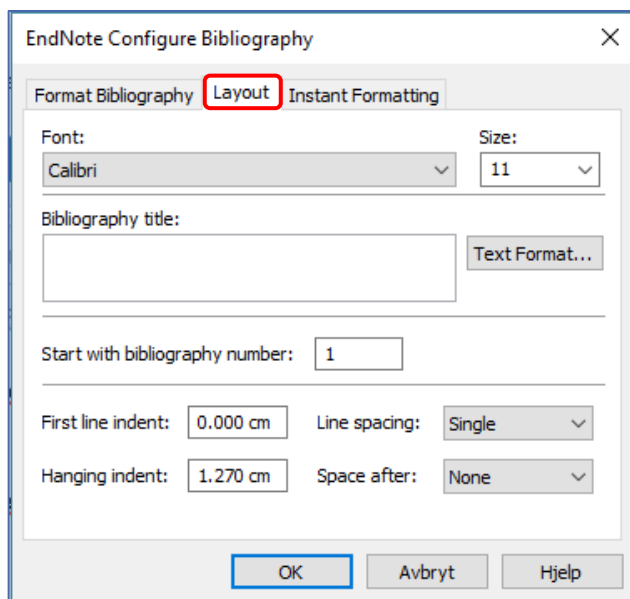 EndNote Configure Bibliography
Format Bibliography Layout Instant Formatting
Font: Size:
Calibri 11
Bibliography title:
Text Format...
Start with bibliography number: 1
First line indent: 0.000 cm Line spacing: Single
Hanging indent: 1.270 cm Space after: None
OK Avbryt Hjelp